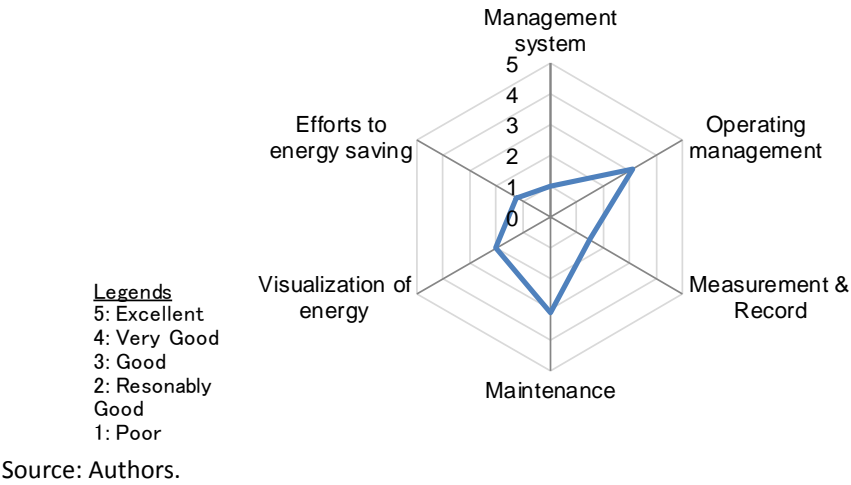 Management
system
5
4
3
2
1
0
Operating
management
Measurement &
Record
Maintenance
Visualization of
energy
Efforts to
energy saving
Legends
5: Excellent
4: Very Good
3: Good
2: Resonably
Good
1: Poor
Source: Authors.